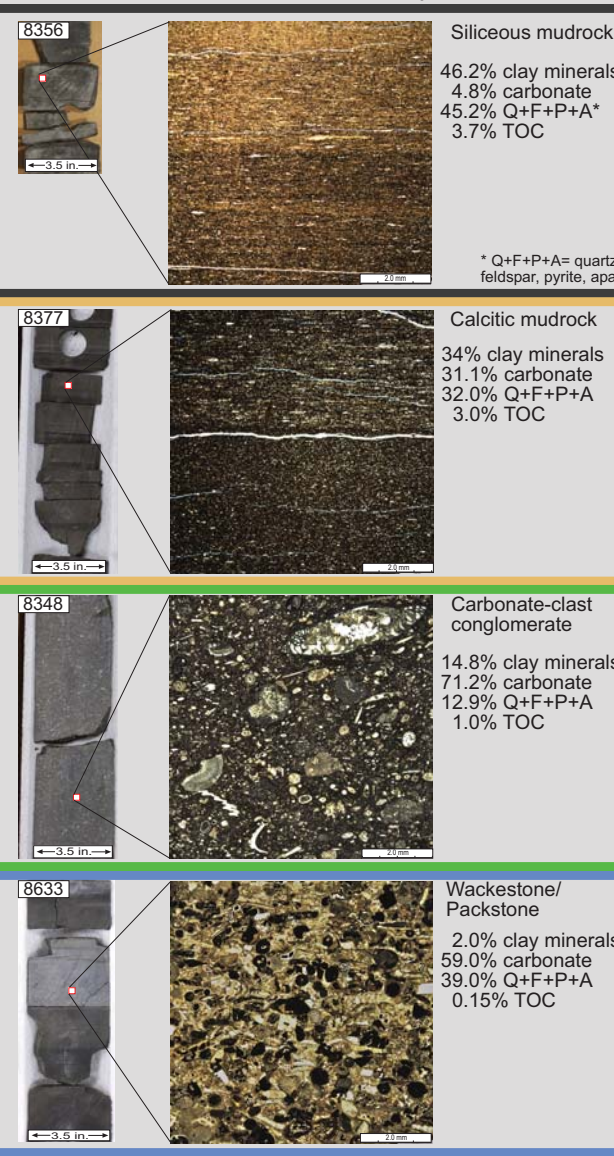 8356
Siliceous mudrock
46.2% clay minerals
4.8% carbonate
45.2% Q+F+P+A*
3.7% TOC
3.5 in.
2.0 mm
* Q+F+P+A= quartz
feldspar, pyrite, apa
8377
Calcitic mudrock
34% clay minerals
31.1% carbonate
32.0% Q+F+P+A
3.0% TOC
3.5 in.
2.0 mm
8348
Carbonate-clast
conglomerate
14.8% clay minerals
71.2% carbonate
12.9% Q+F+P+A
1.0% TOC
3.5 in.
2.0 mm
8633
Wackestone/
Packstone
2.0% clay minerals
59.0% carbonate
39.0% Q+F+P+A
0.15% TOC
3.5 in.
2.0 mm